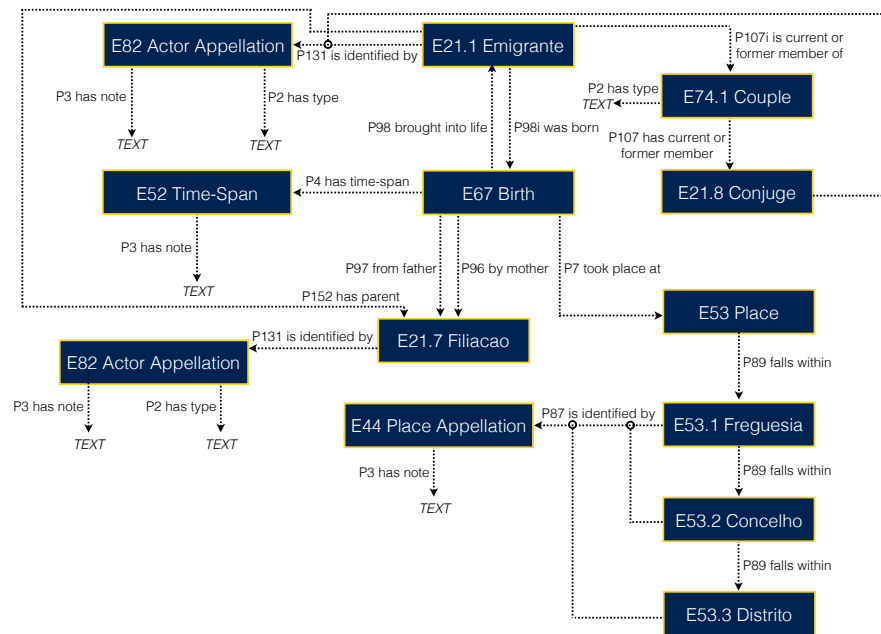 E82 Actor Appellation
E21.1 Emigrante
P131 is identified by
P107i is current or
former member of
P3 has note
P2 has type
P2 has type
TEXT
E74.1 Couple
TEXT
TEXT
P98 brought into life
P98i was born
P107 has current or
former member
E52 Time-Span
P4 has time-span
E67 Birth
E21.8 Conjuge
P3 has note
TEXT
P97 from father
P96 by mother
P7 took place at
P152 has parent
E53 Place
P131 is identified by
E21.7 Filiacao
E82 Actor Appellation
P89 falls within
P3 has note
P2 has type
TEXT
TEXT
P87 is identified by
E44 Place Appellation
E53.1 Freguesia
P3 has note
TEXT
P89 falls within
E53.2 Concelho
P89 falls within
E53.3 Distrito